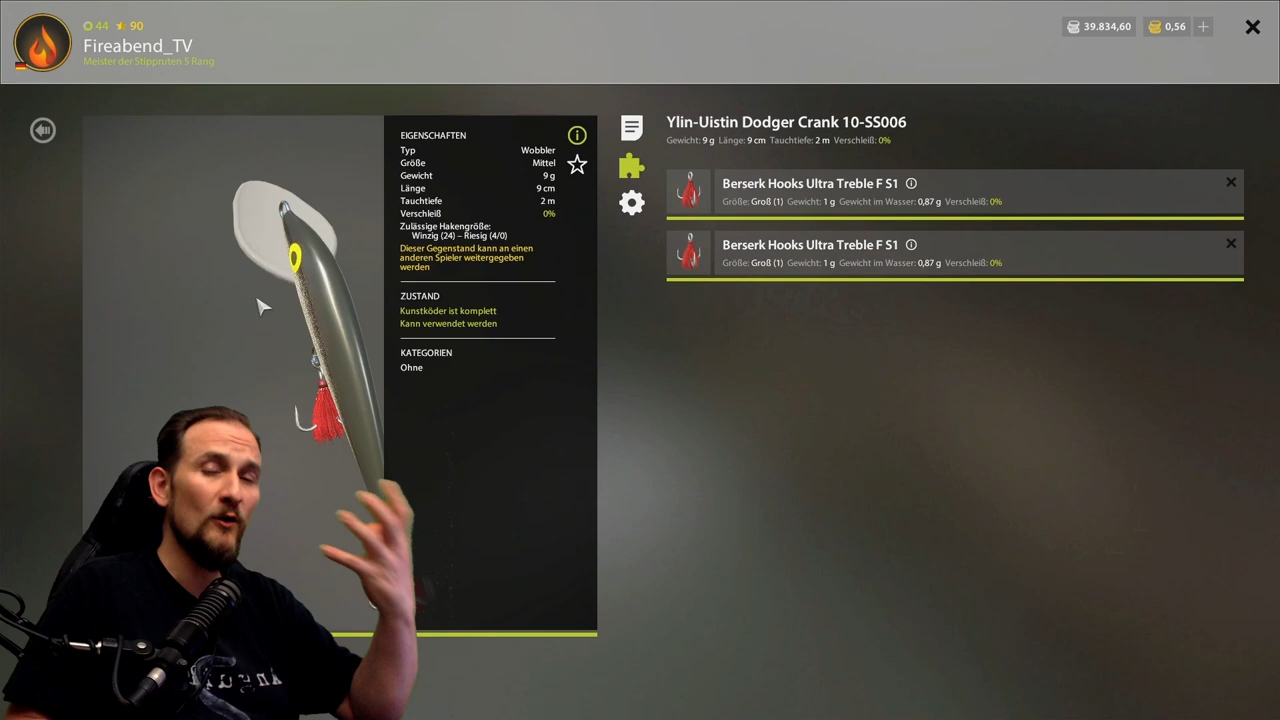 44 90
Fireabend_TV
Meister der Stippruten 5 Rang
39.834,60 0,56
EIGENSCHAFTEN
Typ Wobbler
Größe Mittel
Gewicht 9 g
Länge 9 cm
Tauchtiefe 2 m
Verschleiß 0%
Zulässige Hakengröße:
Winzig (24) – Riesig (4/0)
Dieser Gegenstand kann an einen
anderen Spieler weitergegeben
werden
ZUSTAND
Kunstköder ist komplett
Kann verwendet werden
KATEGORIEN
Ohne
Ylin-Uistin Dodger Crank 10-SS006
Gewicht: 9 g Länge: 9 cm Tauchtiefe: 2 m Verschleiß: 0%
Berserk Hooks Ultra Treble F S1
Größe: Groß (1) Gewicht: 1 g Gewicht im Wasser: 0,87 g Verschleiß: 0%
Berserk Hooks Ultra Treble F S1
Größe: Groß (1) Gewicht: 1 g Gewicht im Wasser: 0,87 g Verschleiß: 0%